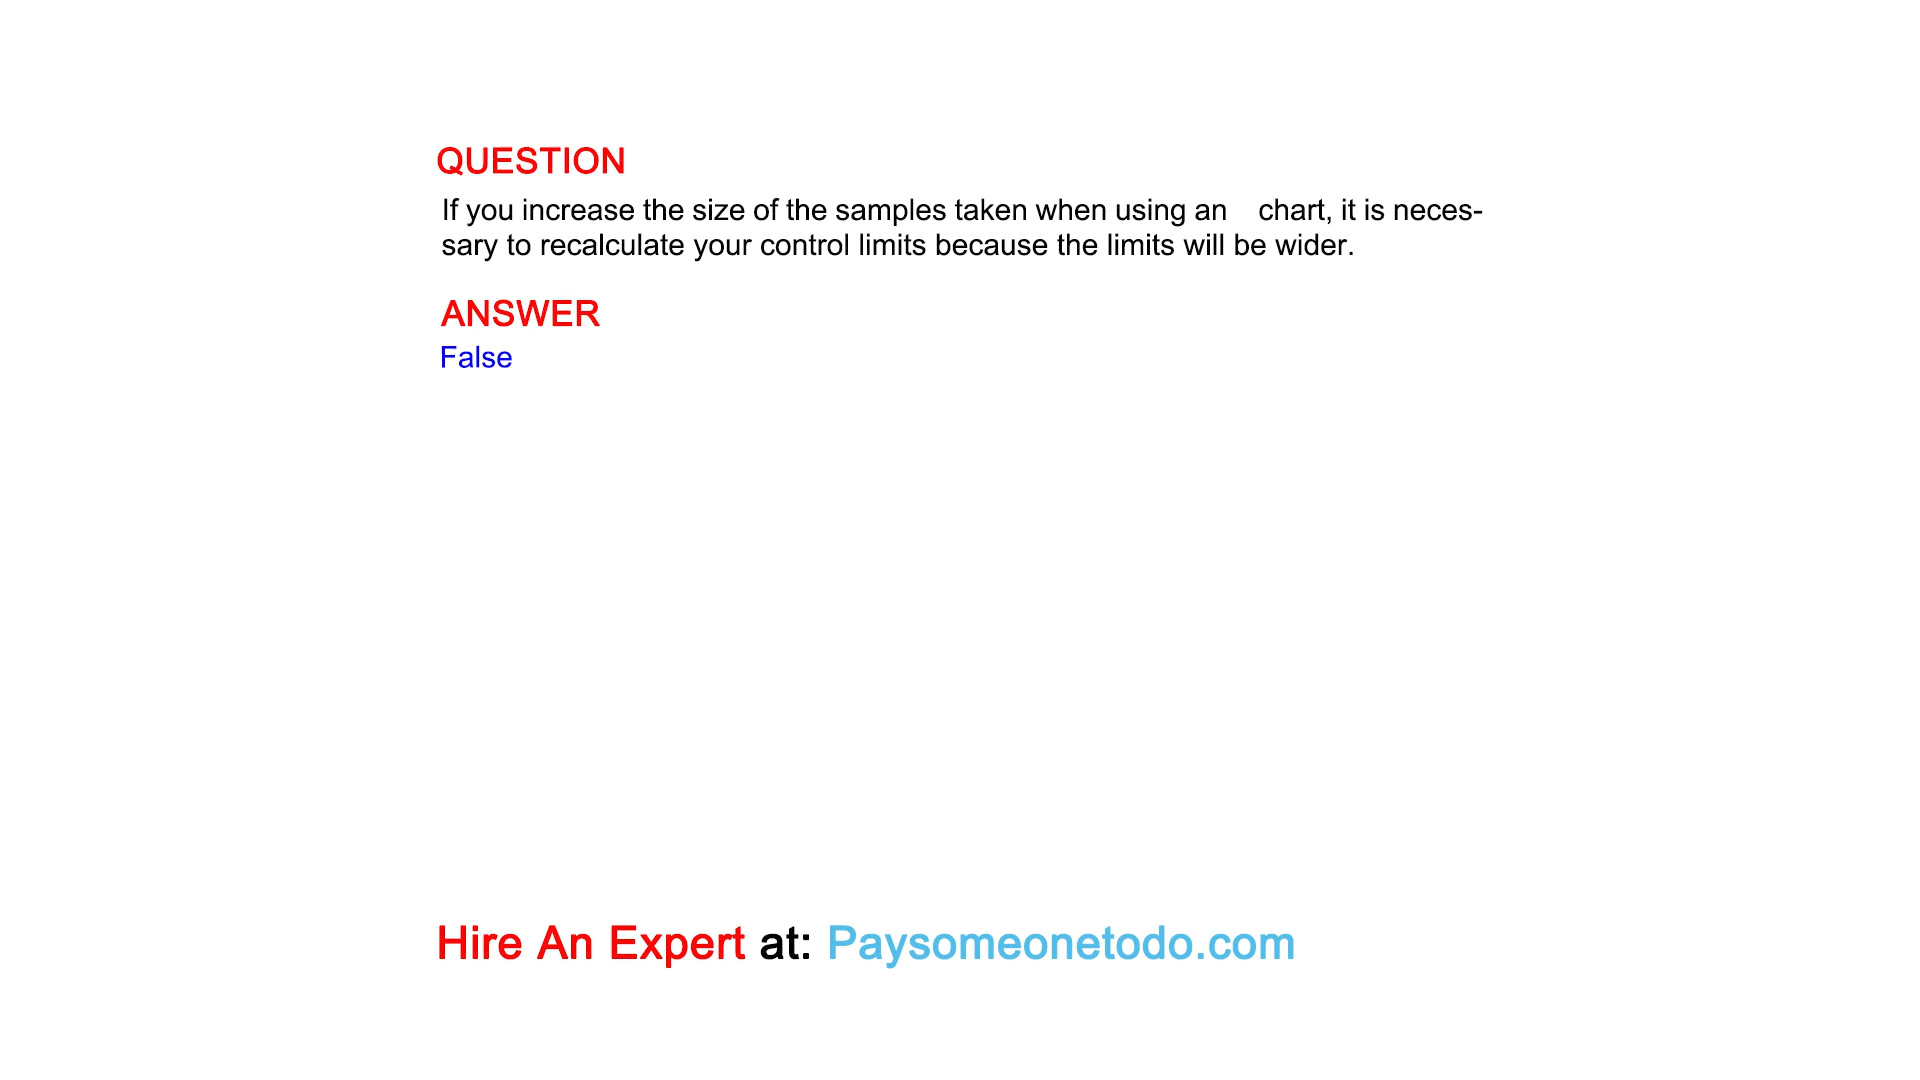 QUESTION
If you increase the size of the samples taken when using an chart, it is neces-
sary to recalculate your control limits because the limits will be wider.
ANSWER
False
Hire An Expert at: Paysomeonetodo.com